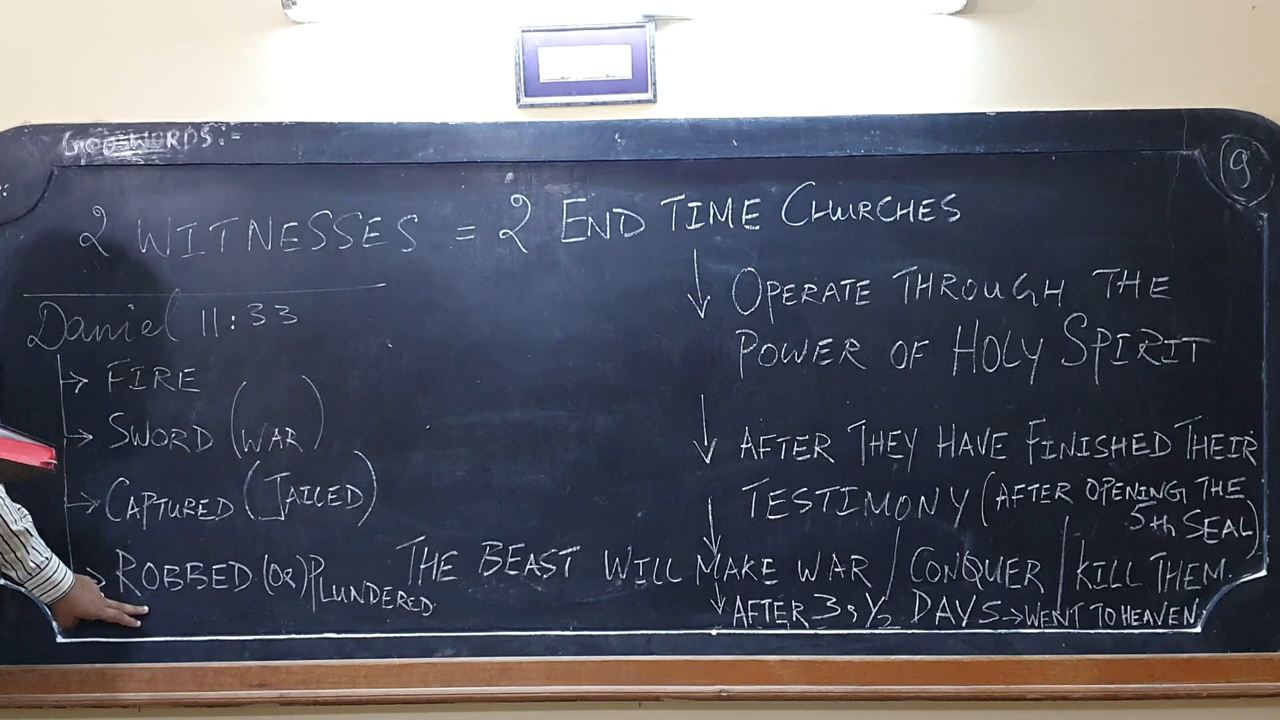 GOD WORDS:-
9
2 WITNESSES = 2 END TIME CHURCHES
↓ OPERATE THROUGH THE
POWER OF HOLY SPIRIT
↓ AFTER THEY HAVE FINISHED THEIR
TESTIMONY (AFTER OPENING THE
5th SEAL)
↓ THE BEAST WILL MAKE WAR / CONQUER / KILL THEM.
↓ AFTER 3 & 1/2 DAYS → WENT TO HEAVEN
Daniel 11:33
→ FIRE
→ SWORD (WAR)
→ CAPTURED (JAILED)
→ ROBBED (OR) PLUNDERED.